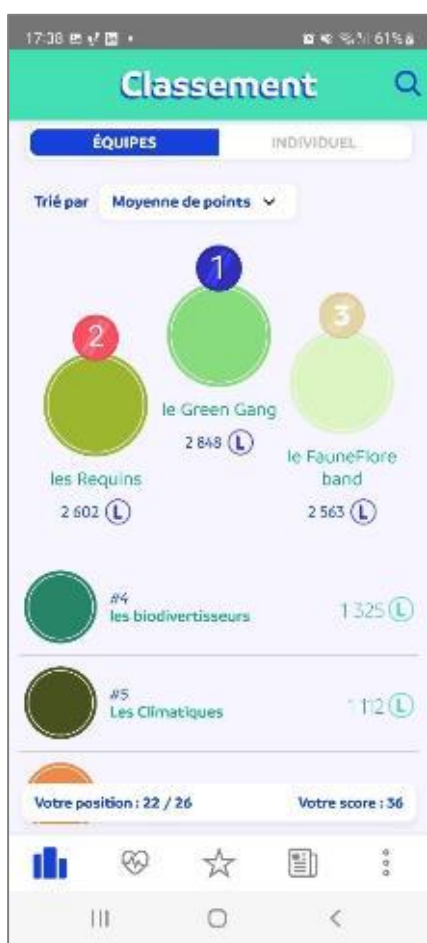 17:38
61%
Classement
ÉQUIPES
INDIVIDUEL
Trié par
Moyenne de points
1
2
3
le Green Gang
2 848 L
les Requins
2 602 L
le FauneFlore
band
2 563 L
#4
les biodivertisseurs
1 325 L
#5
Les Climatiques
1 112 L
Votre position : 22 / 26
Votre score : 36